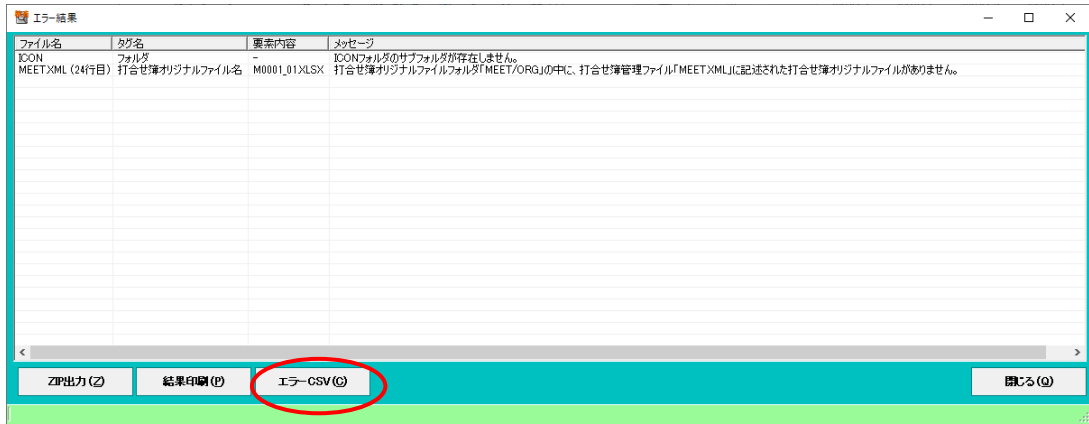 エラー結果
ファイル名 タグ名 要素内容 メッセージ
ICON フォルダ - ICONフォルダのサブフォルダが存在しません。
MEET.XML (24行目) 打合せ簿オリジナルファイル名 M0001_01.XLSX 打合せ簿オリジナルファイルフォルダ「MEET/ORG」の中に、打合せ簿管理ファイル「MEET.XML」に記述された打合せ簿オリジナルファイルがありません。
ZIP出力(Z) 結果印刷(P) エラーCSV(C) 閉じる(Q)